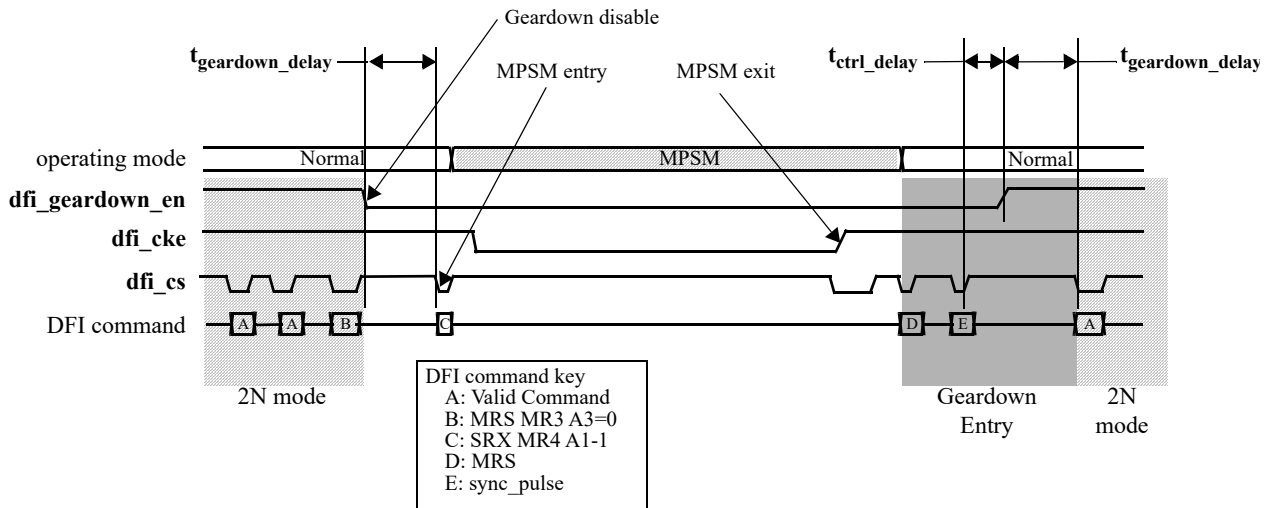 Geardown disable
tgeardown_delay
MPSM entry
MPSM exit
tctrl_delay
tgeardown_delay
operating mode
Normal
MPSM
Normal
dfi_geardown_en
dfi_cke
dfi_cs
DFI command
A
A
B
C
D
E
A
2N mode
Geardown
Entry
2N
mode
DFI command key
A: Valid Command
B: MRS MR3 A3=0
C: SRX MR4 A1-1
D: MRS
E: sync_pulse